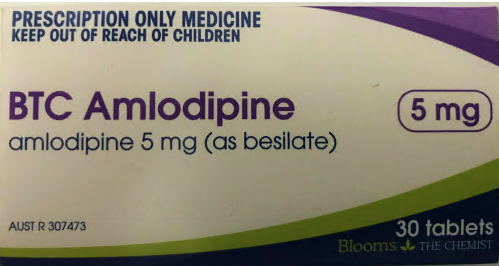 PRESCRIPTION ONLY MEDICINE
KEEP OUT OF REACH OF CHILDREN
BTC Amlodipine
5 mg
amlodipine 5 mg (as besilate)
AUST R 307473
30 tablets
Blooms THE CHEMIST